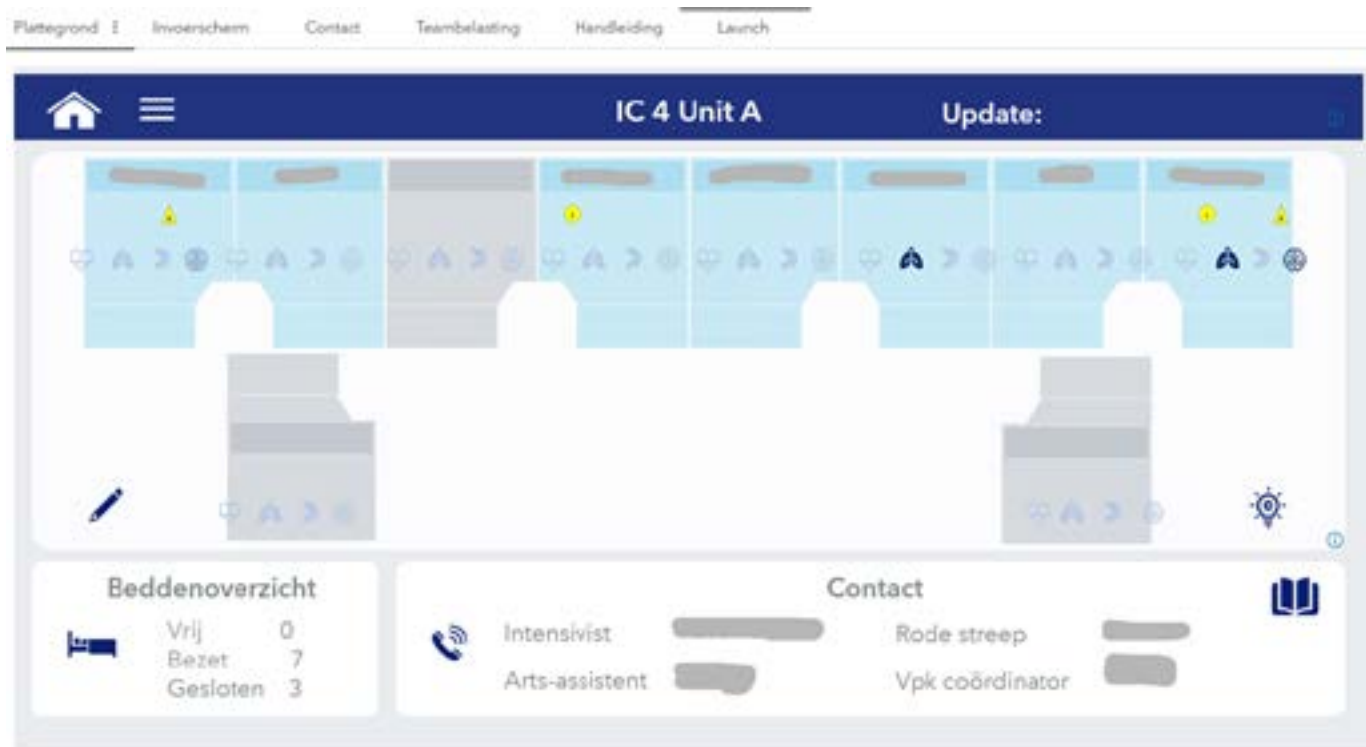 Plattegrond Invoerscherm Contact Teambelasting Handleiding Launch
IC 4 Unit A Update:
Beddenoverzicht
Vrij 0
Bezet 7
Gesloten 3
Contact
Intensivist Rode streep
Arts-assistent Vpk coördinator